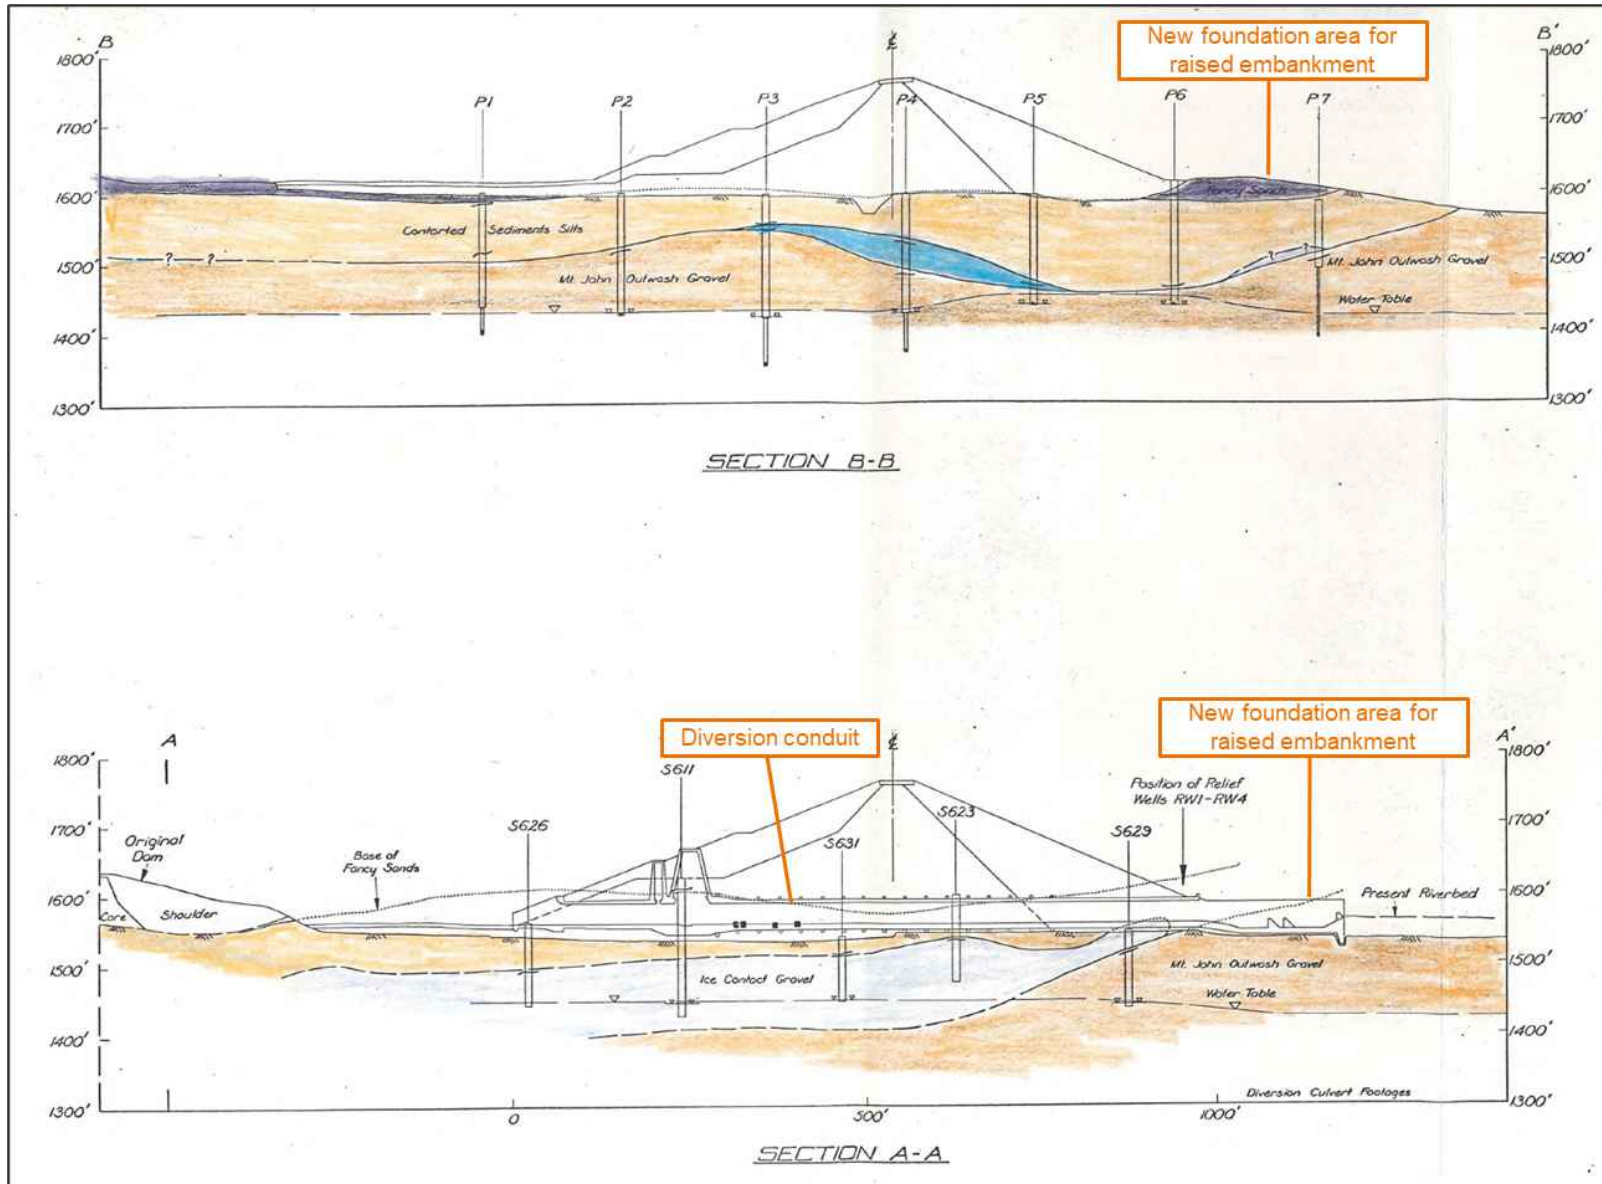 B
₵
New foundation area for
raised embankment
B'
1800'
1800'
P1
P2
P3
P4
P5
P6
P7
1700'
1700'
Fancy Sands
1600'
1600'
Contorted Sediments Silts
1500'
? ?
?
1500'
Mt. John Outwash Gravel
Mt. John Outwash Gravel
Water Table
1400'
1400'
1300'
1300'
SECTION B-B
New foundation area for
raised embankment
Diversion conduit
A
A'
1800'
1800'
S611
Position of Relief
Wells RW1-RW4
S626
S623
S631
S629
1700'
1700'
Original
Dam
Base of
Fancy Sands
1600'
1600'
Present Riverbed
Core
Shoulder
1500'
1500'
Ice Contact Gravel
Mt. John Outwash Gravel
Water Table
1400'
1400'
Diversion Culvert Footages
1300'
1300'
0
500'
1000'
SECTION A-A